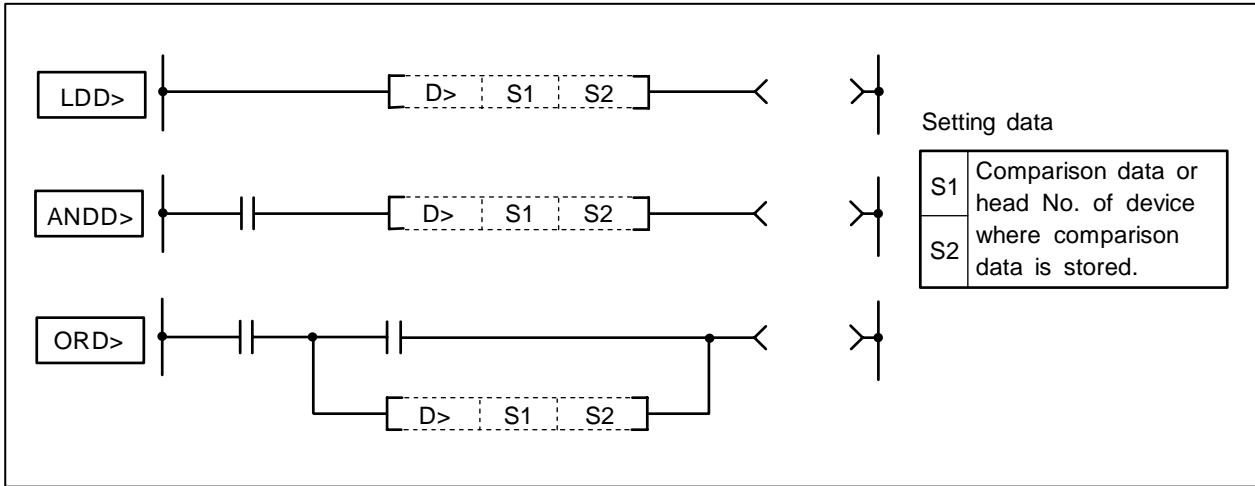 LDD> D> S1 S2
Setting data
S1 Comparison data or
head No. of device
S2 where comparison
data is stored.
ANDD> D> S1 S2
ORD>
D> S1 S2